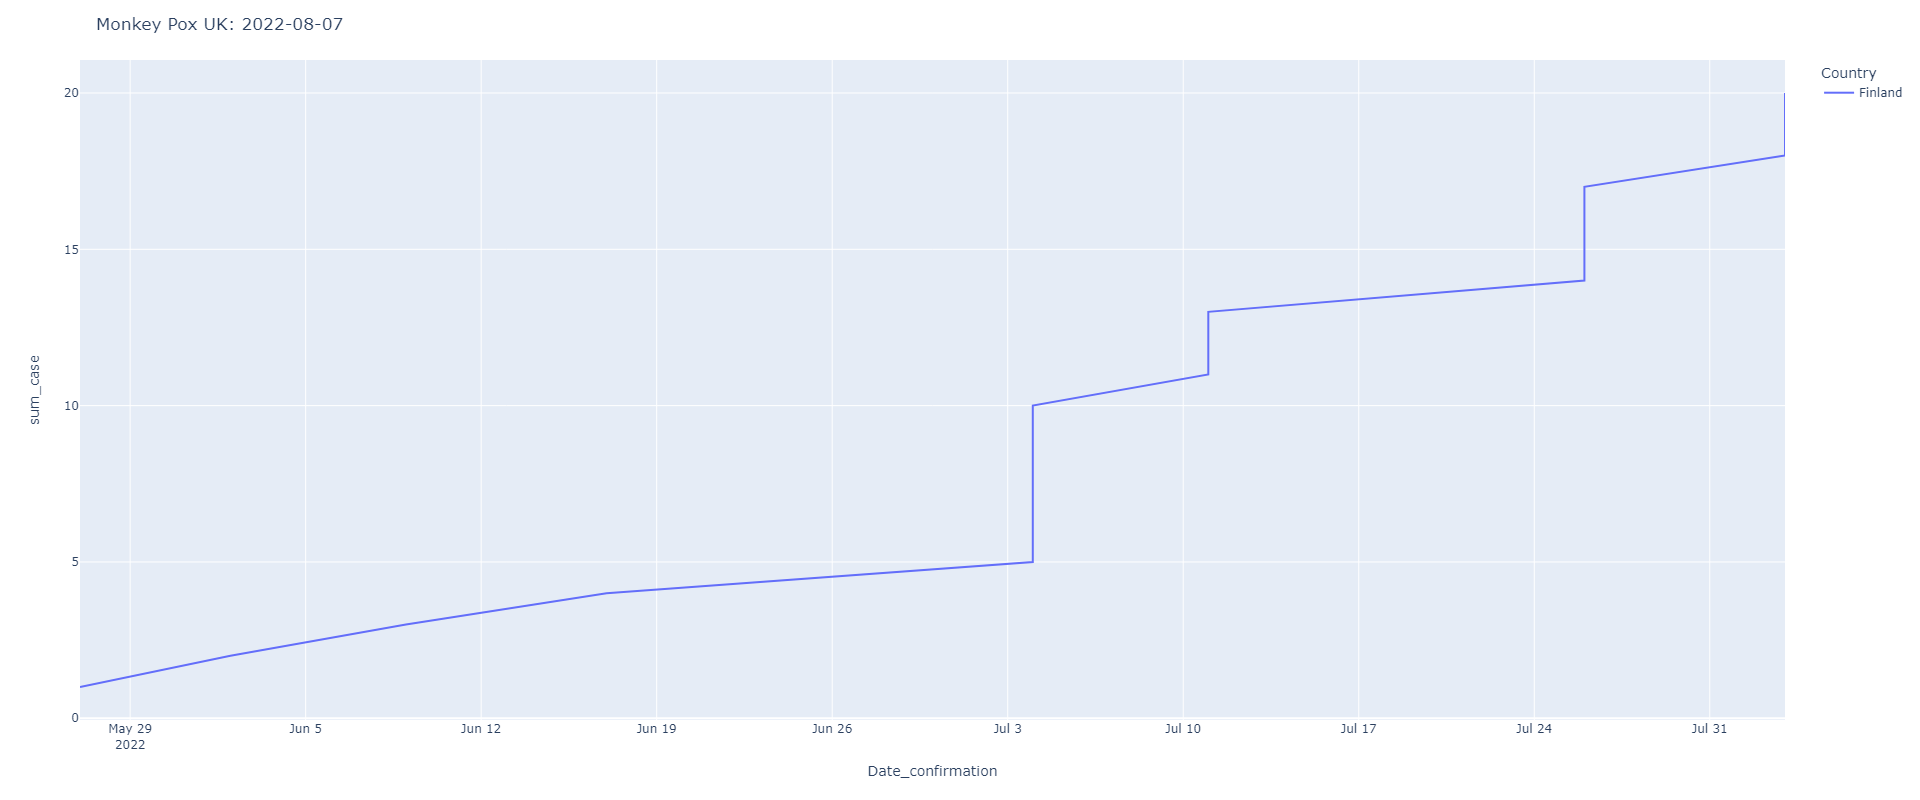 Monkey Pox UK: 2022-08-07
Country
Finland
20
15
10
5
0
sum_case
May 29 Jun 5 Jun 12 Jun 19 Jun 26 Jul 3 Jul 10 Jul 17 Jul 24 Jul 31
2022
Date_confirmation